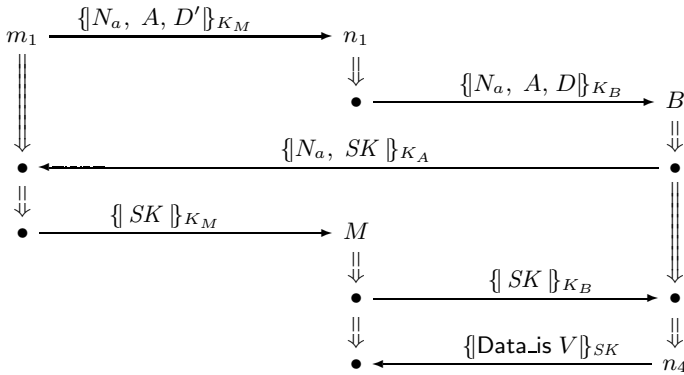 {|N_a, A, D′|}_{K_M}
m_1 n_1
{|N_a, A, D|}_{K_B}
• B
{|N_a, SK|}_{K_A}
• •
{| SK |}_{K_M}
• M
{| SK |}_{K_B}
• •
{|Data_is V|}_{SK}
• n_4